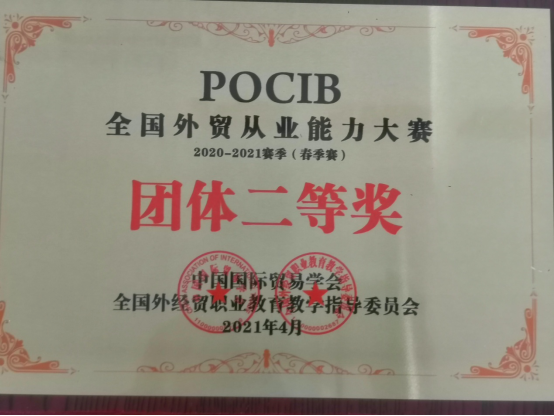 POCIB
全国外贸从业能力大赛
2020-2021赛季（春季赛）
团体二等奖
中国国际贸易学会
全国外经贸职业教育教学指导委员会
2021年4月